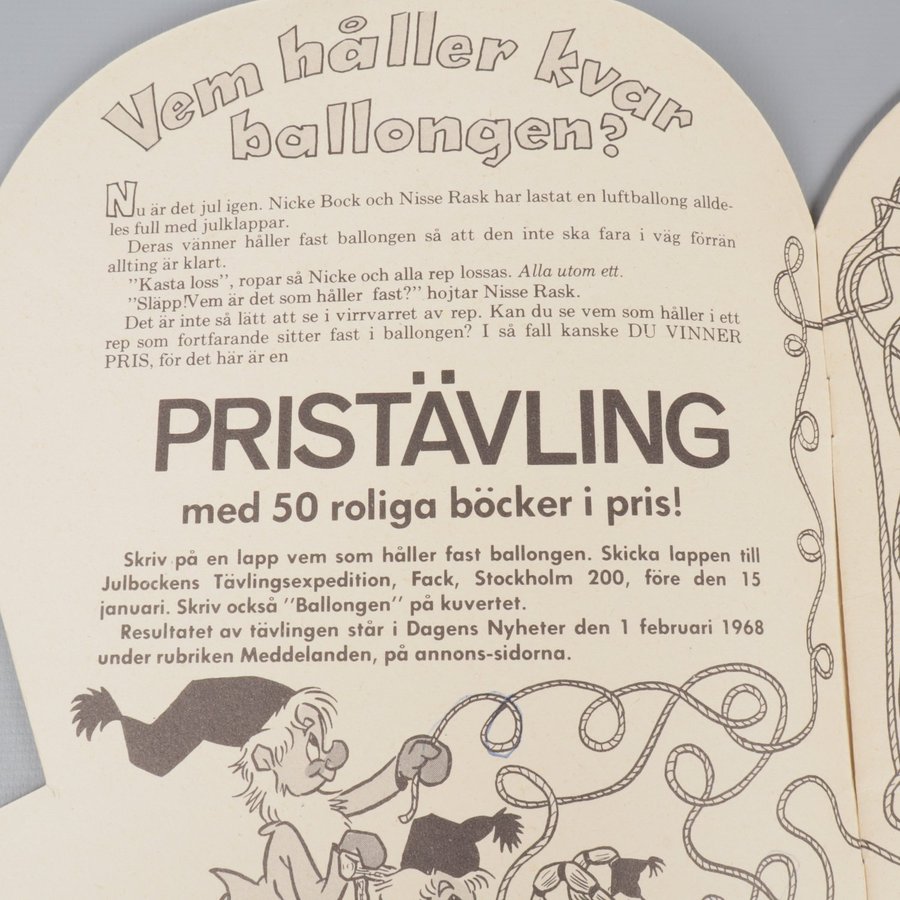 Vem håller kvar
ballongen?
Nu är det jul igen. Nicke Bock och Nisse Rask har lastat en luftballong allde-
les full med julklappar.
Deras vänner håller fast ballongen så att den inte ska fara i väg förrän
allting är klart.
"Kasta loss", ropar så Nicke och alla rep lossas. Alla utom ett.
"Släpp!Vem är det som håller fast?" hojtar Nisse Rask.
Det är inte så lätt att se i virrvarret av rep. Kan du se vem som håller i ett
rep som fortfarande sitter fast i ballongen? I så fall kanske DU VINNER
PRIS, för det här är en
PRISTÄVLING
med 50 roliga böcker i pris!
Skriv på en lapp vem som håller fast ballongen. Skicka lappen till
Julbockens Tävlingsexpedition, Fack, Stockholm 200, före den 15
januari. Skriv också "Ballongen" på kuvertet.
Resultatet av tävlingen står i Dagens Nyheter den 1 februari 1968
under rubriken Meddelanden, på annons-sidorna.